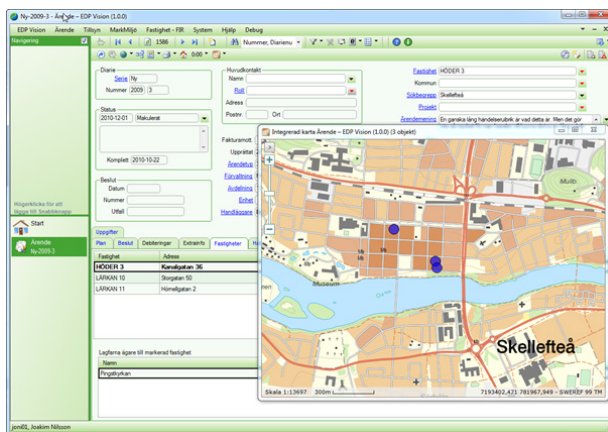 Ny-2009-3 - Ärende – EDP Vision (1.0.0)
EDP Vision Ärende Tillsyn MarkMiljö Fastighet - FIR System Hjälp Debug
Navigering
1586 Nummer, Diarienu
0:00
Diarie
Serie Ny
Nummer 2009 3
Huvudkontakt
Namn
Roll
Adress
Postnr. Ort
Fastighet HÖDER 3
Kommun
Sökbegrepp Skellefteå
Projekt
Ärendemening En ganska lång händelserubrik är vad detta är. Men det gör
Status
2010-12-01 Makulerat
Komplett 2010-10-22
Fakturamott.
Upprättat
Ärendetyp
Förvaltning
Avdelning
Enhet
Handläggare
Beslut
Datum
Nummer
Utfall
Högerklicka för att
lägga till Snabbknapp
Start
Ärende
Ny-2009-3
Uppgifter
Plan Beslut Debiteringar Extrainfo Fastigheter
Fastighet Adress
HÖDER 3 Kanalgatan 36
LÄRKAN 10 Storgatan 50
LÄRKAN 11 Hörnellgatan 2
Lagfarna ägare till markerad fastighet
Namn
Pingstkyrkan
Integrerad karta Ärende – EDP Vision (1.0.0) (3 objekt)
Museum
Skellefteå
Skala 1:13697 300m
7193402,471:781967,949 - SWEREF 99 TM
joni01, Joakim Nilsson